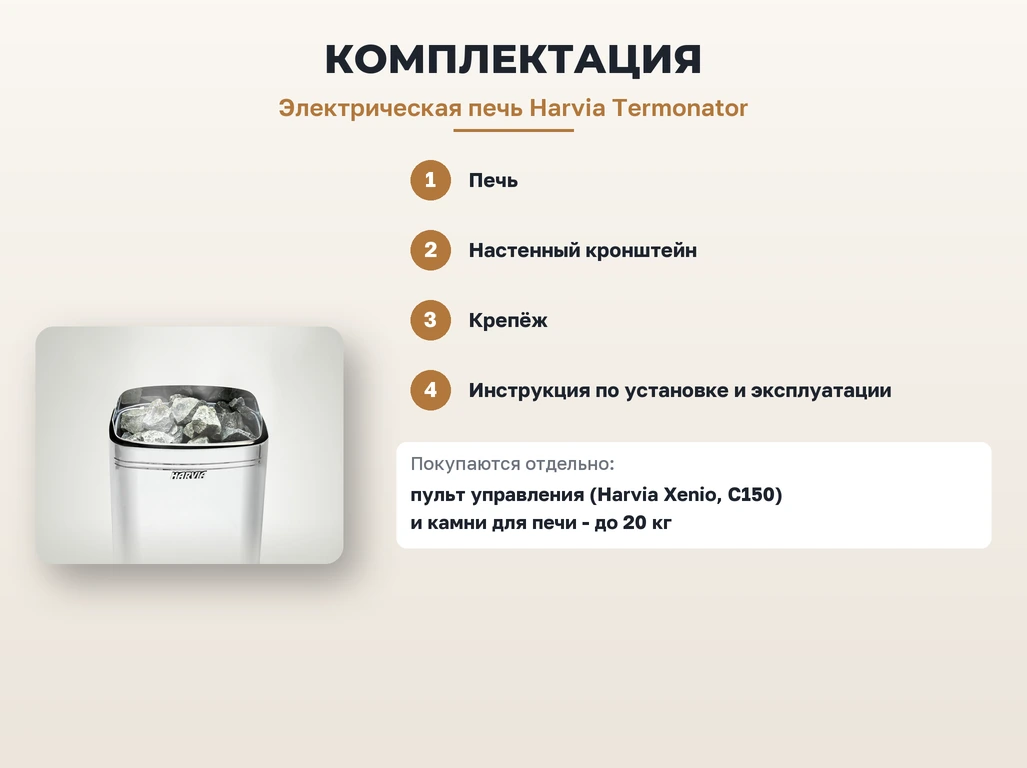 КОМПЛЕКТАЦИЯ
Электрическая печь Harvia Termonator
1 Печь
2 Настенный кронштейн
3 Крепёж
4 Инструкция по установке и эксплуатации
HARVIA
Покупаются отдельно:
пульт управления (Harvia Xenio, C150)
и камни для печи - до 20 кг